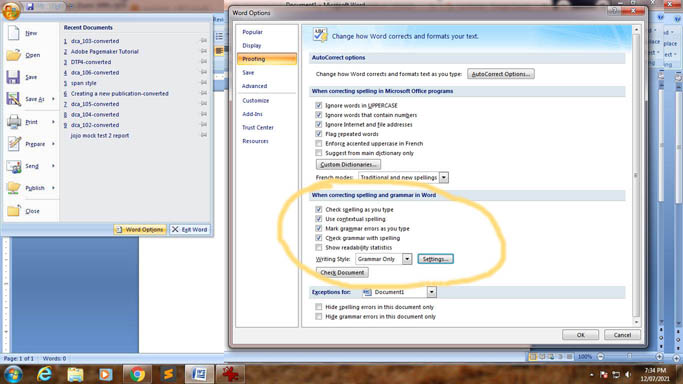 Document1 - Microsoft Word
New
Open
Save
Save As
Print
Prepare
Send
Publish
Close
Recent Documents
1 dca_103-converted
2 Adobe Pagemaker Tutorial
3 DTP4-converted
4 dca_106-converted
5 span style
6 Creating a new publication-converted
7 dca_105-converted
8 dca_104-converted
9 dca_102-converted
jojo mock test 2 report
Word Options
Exit Word
Word Options
Popular
Display
Proofing
Save
Advanced
Customize
Add-Ins
Trust Center
Resources
ABC
Change how Word corrects and formats your text.
AutoCorrect options
Change how Word corrects and formats text as you type: AutoCorrect Options...
When correcting spelling in Microsoft Office programs
Ignore words in UPPERCASE
Ignore words that contain numbers
Ignore Internet and file addresses
Flag repeated words
Enforce accented uppercase in French
Suggest from main dictionary only
Custom Dictionaries...
French modes: Traditional and new spellings
When correcting spelling and grammar in Word
Check spelling as you type
Use contextual spelling
Mark grammar errors as you type
Check grammar with spelling
Show readability statistics
Writing Style: Grammar Only Settings...
Check Document
Exceptions for: Document1
Hide spelling errors in this document only
Hide grammar errors in this document only
OK Cancel
Page: 1 of 1 Words: 0
100%
7:34 PM
12/07/2021